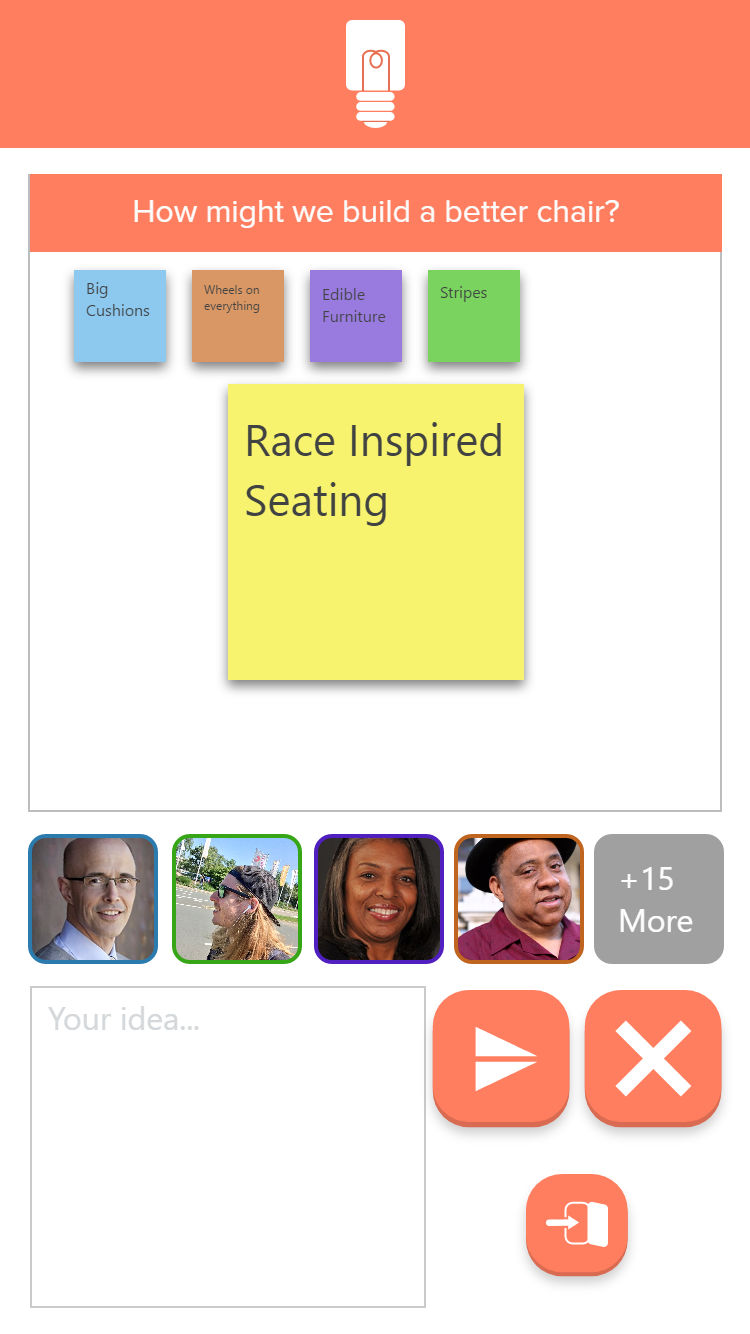 How might we build a better chair?
Big
Cushions
Wheels on
everything
Edible
Furniture
Stripes
Race Inspired
Seating
+15
More
Your idea...